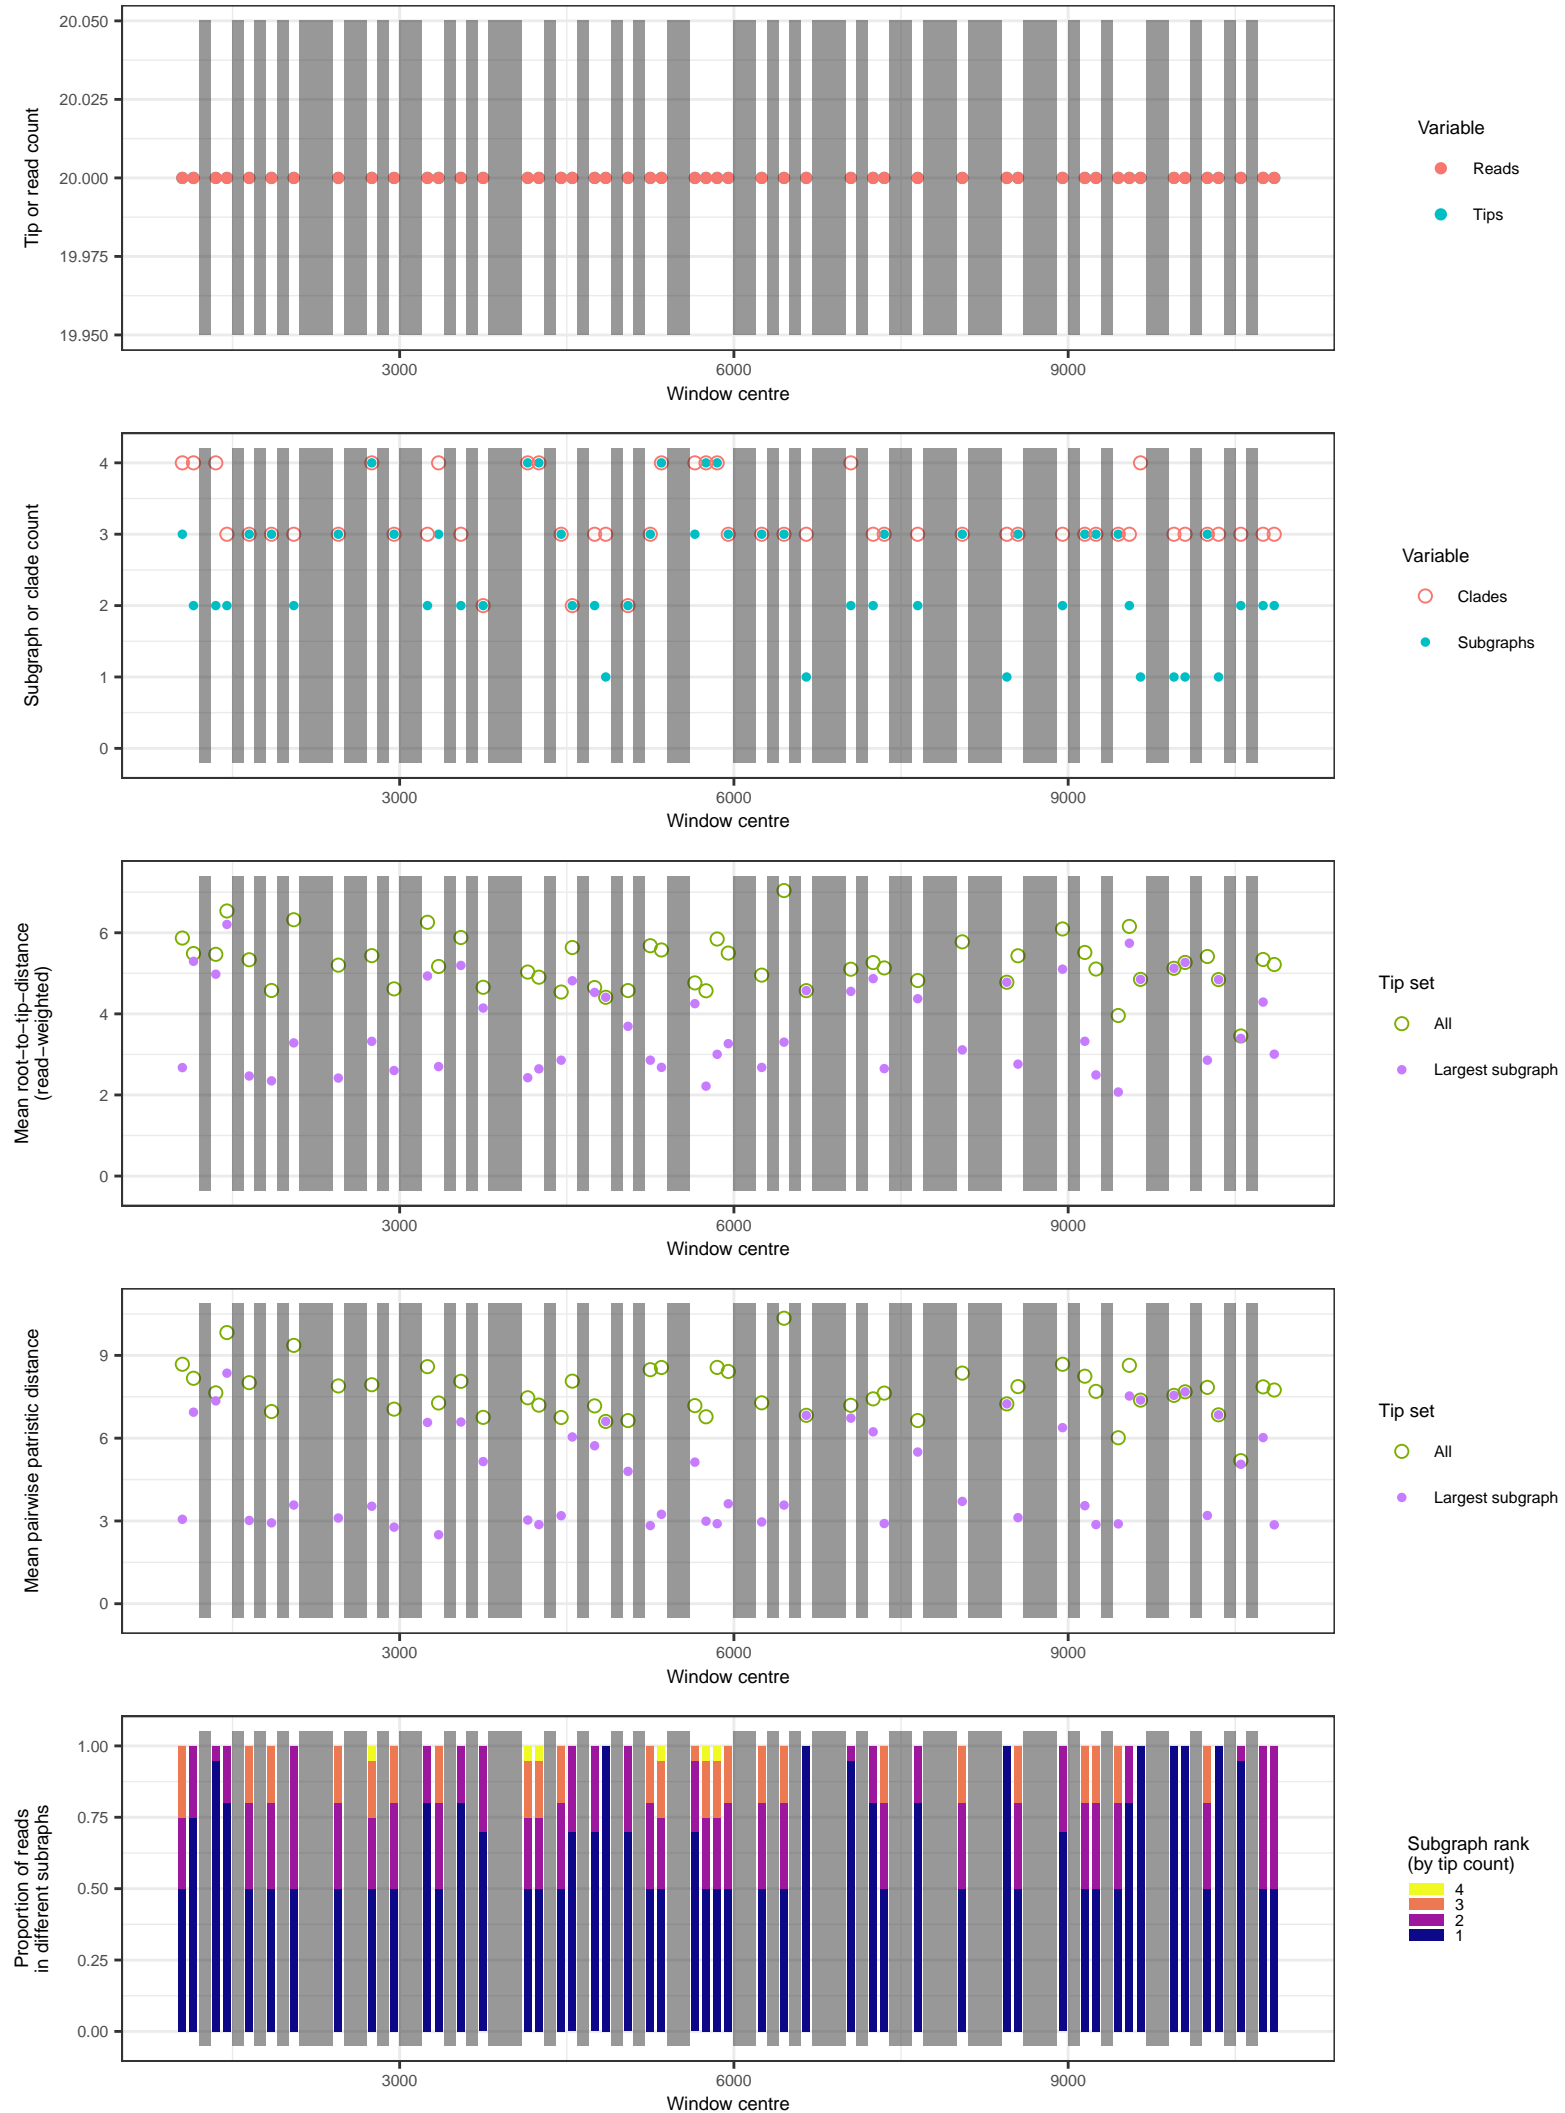 20.050
20.025
20.000
19.975
19.950
Tip or read count
3000
6000
9000
Window centre
Variable
Reads
Tips
4
3
2
1
0
Subgraph or clade count
3000
6000
9000
Window centre
Variable
Clades
Subgraphs
6
4
2
0
Mean root−to−tip−distance
(read−weighted)
3000
6000
9000
Window centre
Tip set
All
Largest subgraph
9
6
3
0
Mean pairwise patristic distance
3000
6000
9000
Window centre
Tip set
All
Largest subgraph
1.00
0.75
0.50
0.25
0.00
Proportion of reads
in different subraphs
3000
6000
9000
Window centre
Subgraph rank
(by tip count)
4
3
2
1